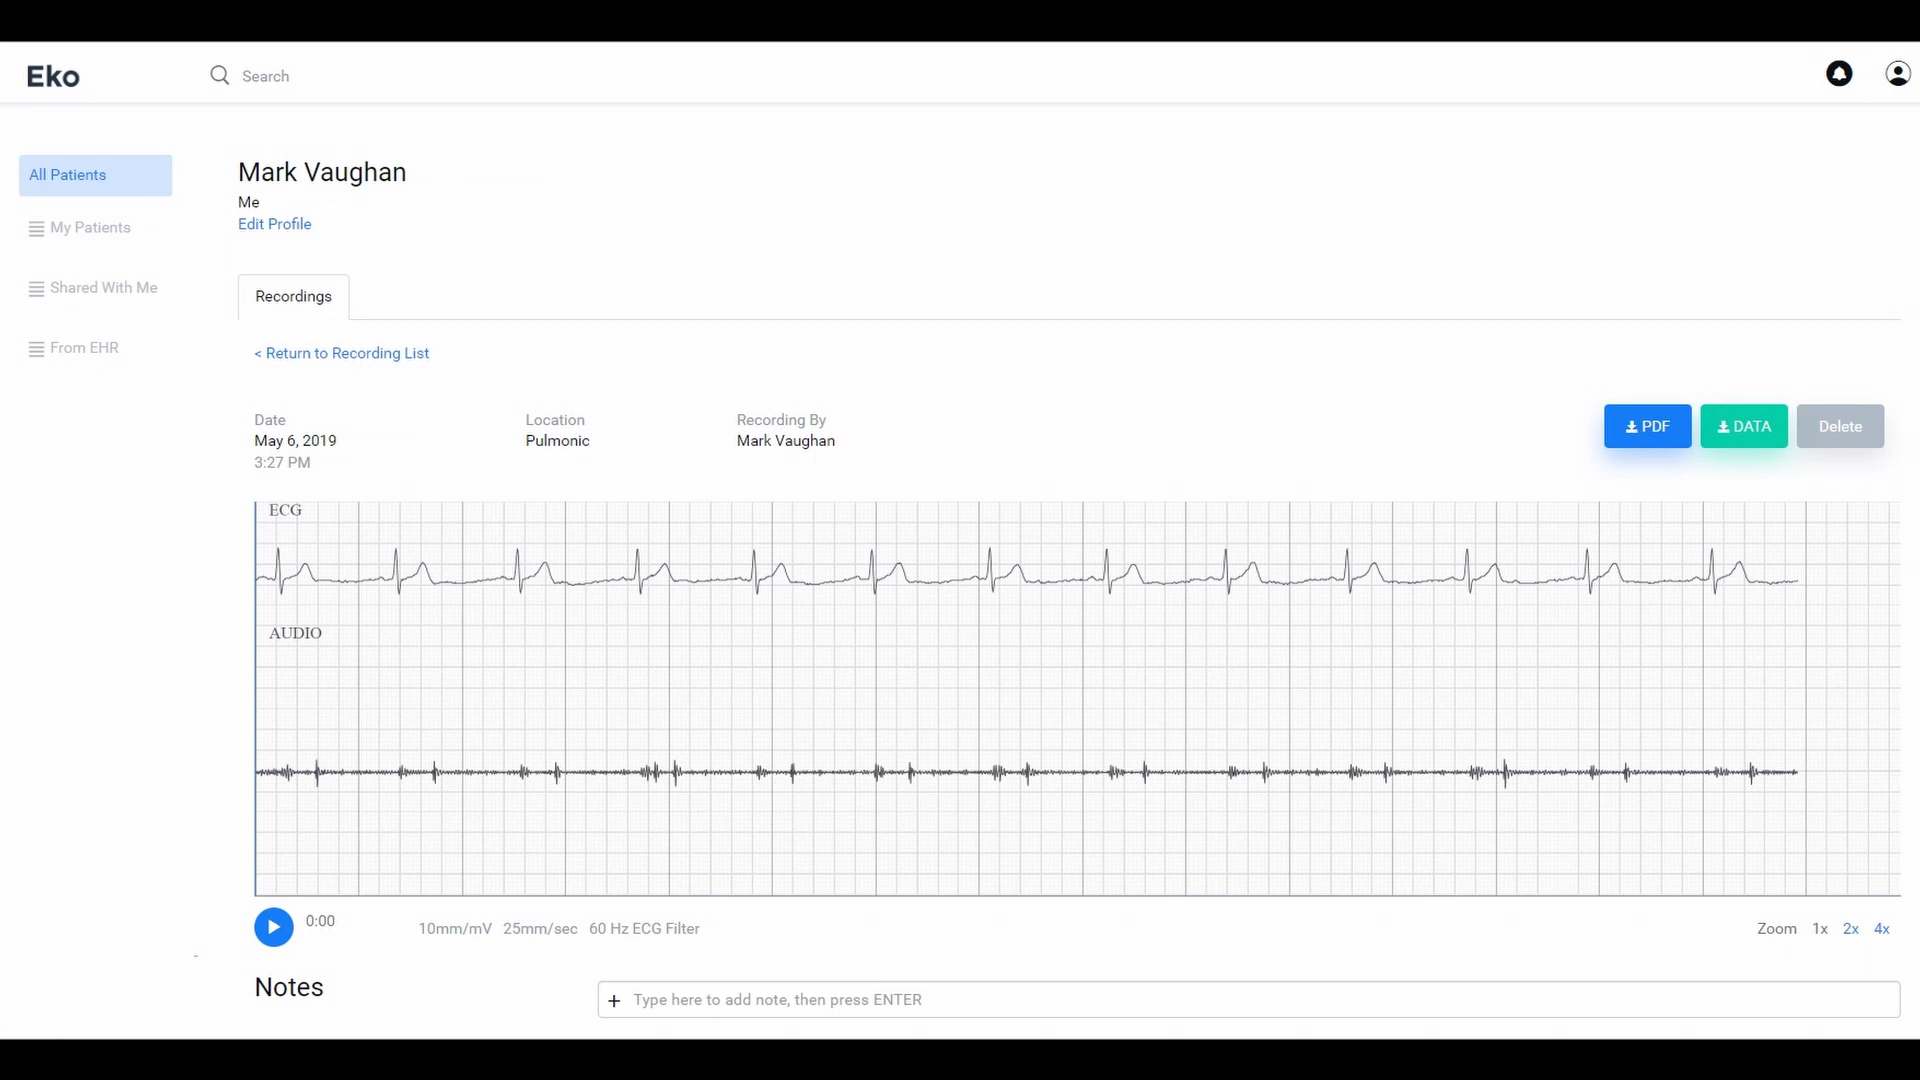 Eko
Search
All Patients
My Patients
Shared With Me
From EHR
Mark Vaughan
Me
Edit Profile
Recordings
< Return to Recording List
Date
May 6, 2019
3:27 PM
Location
Pulmonic
Recording By
Mark Vaughan
PDF
DATA
Delete
ECG
AUDIO
0:00
10mm/mV 25mm/sec 60 Hz ECG Filter
Zoom 1x 2x 4x
Notes
+ Type here to add note, then press ENTER